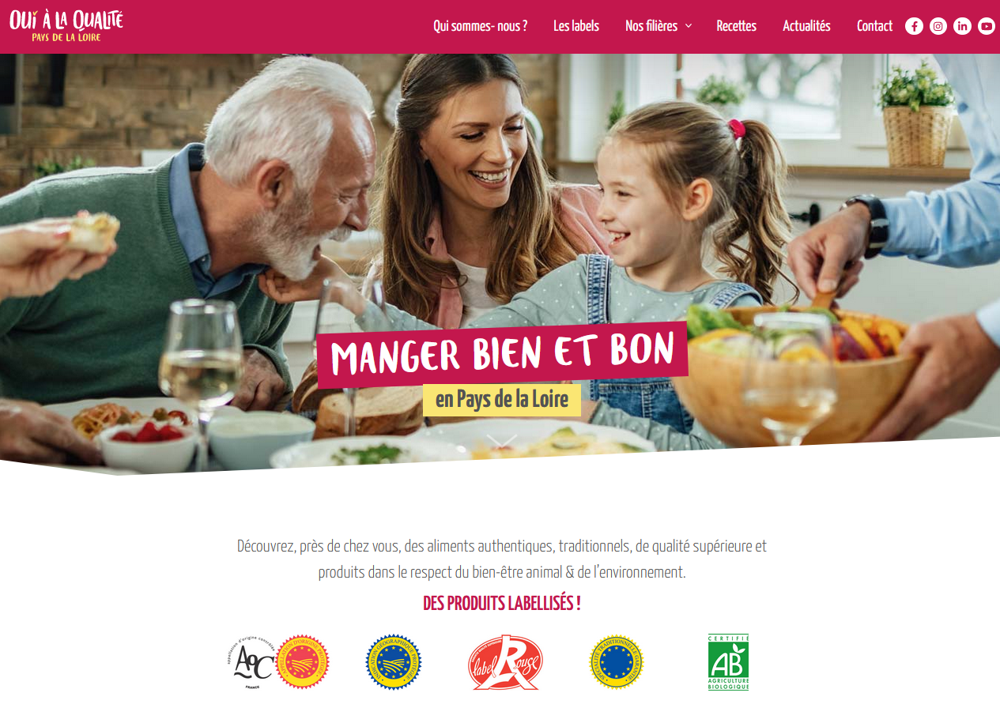 OUI À LA QUALITÉ
PAYS DE LA LOIRE
Qui sommes- nous ?
Les labels
Nos filières
Recettes
Actualités
Contact
MANGER BIEN ET BON
en Pays de la Loire
Découvrez, près de chez vous, des aliments authentiques, traditionnels, de qualité supérieure et
produits dans le respect du bien-être animal & de l'environnement.
DES PRODUITS LABELLISÉS !
appellation d'origine contrôlée
AOC
FRANCE
APPELLATION D'ORIGINE PROTÉGÉE
INDICATION GÉOGRAPHIQUE PROTÉGÉE
label Rouge
SPÉCIALITÉ TRADITIONNELLE GARANTIE
CERTIFIÉ
AB
AGRICULTURE
BIOLOGIQUE